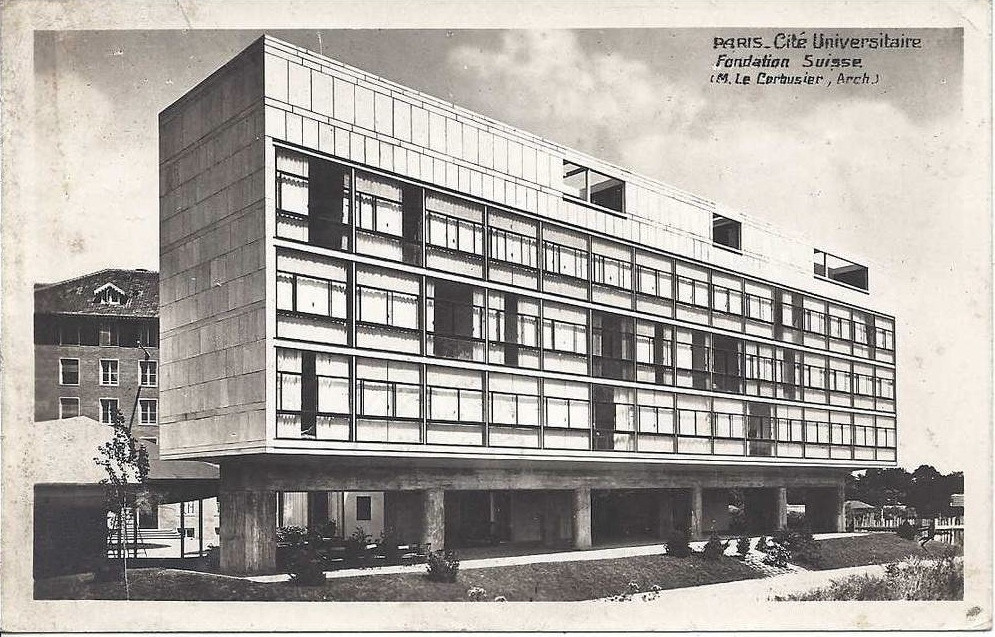 PARIS_Cité Universitaire
Fondation Suisse
(M. Le Corbusier, Arch.)